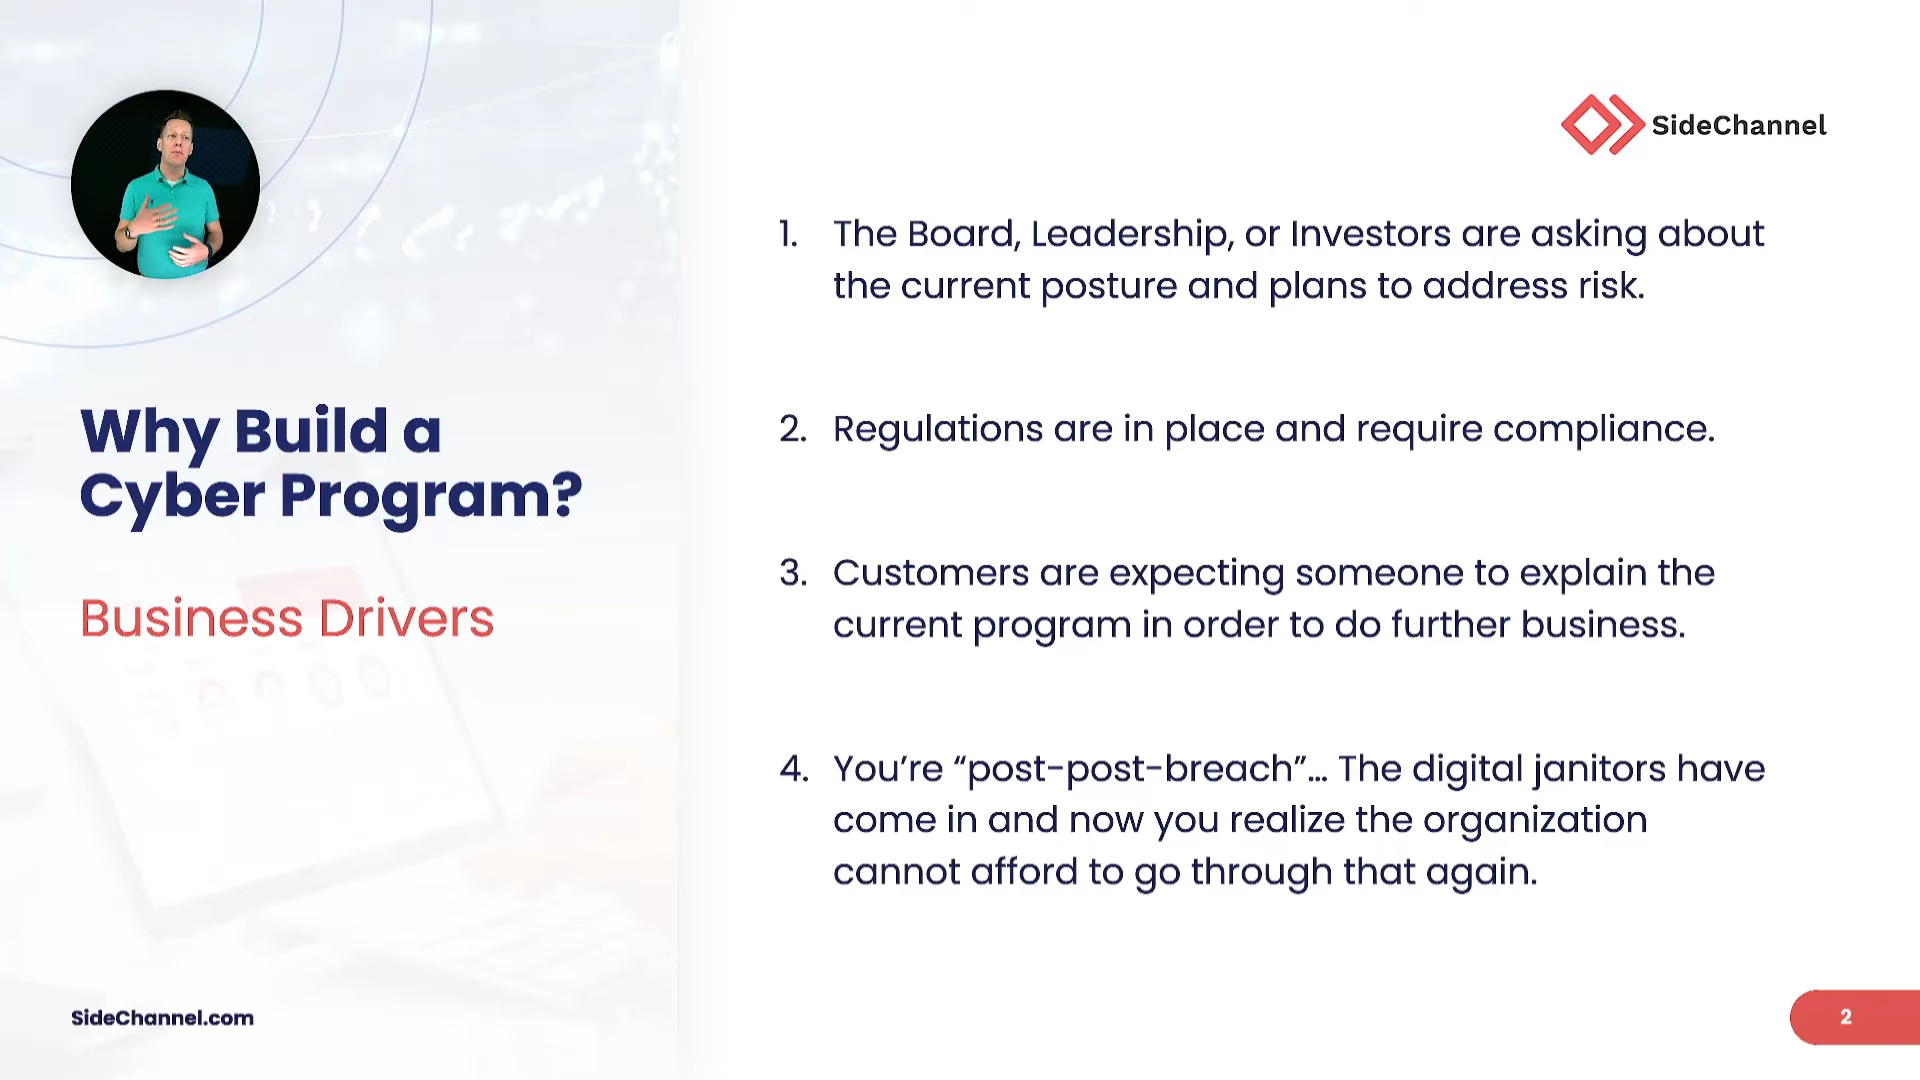 SideChannel
Why Build a
Cyber Program?
Business Drivers
1. The Board, Leadership, or Investors are asking about
the current posture and plans to address risk.
2. Regulations are in place and require compliance.
3. Customers are expecting someone to explain the
current program in order to do further business.
4. You’re “post-post-breach”... The digital janitors have
come in and now you realize the organization
cannot afford to go through that again.
SideChannel.com
2